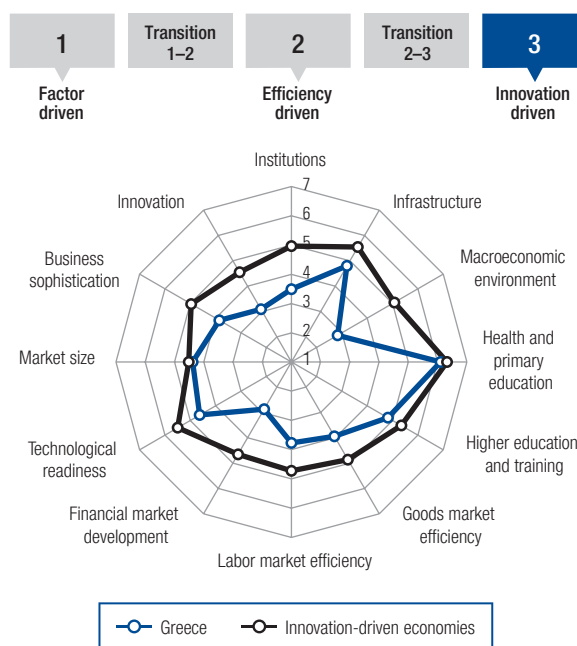 1
Transition
1–2
2
Transition
2–3
3
Factor
driven
Efficiency
driven
Innovation
driven
Institutions
7
6
5
4
3
2
1
Infrastructure
Macroeconomic
environment
Health and
primary
education
Higher education
and training
Goods market
efficiency
Labor market efficiency
Financial market
development
Technological
readiness
Market size
Business
sophistication
Innovation
Greece
Innovation-driven economies